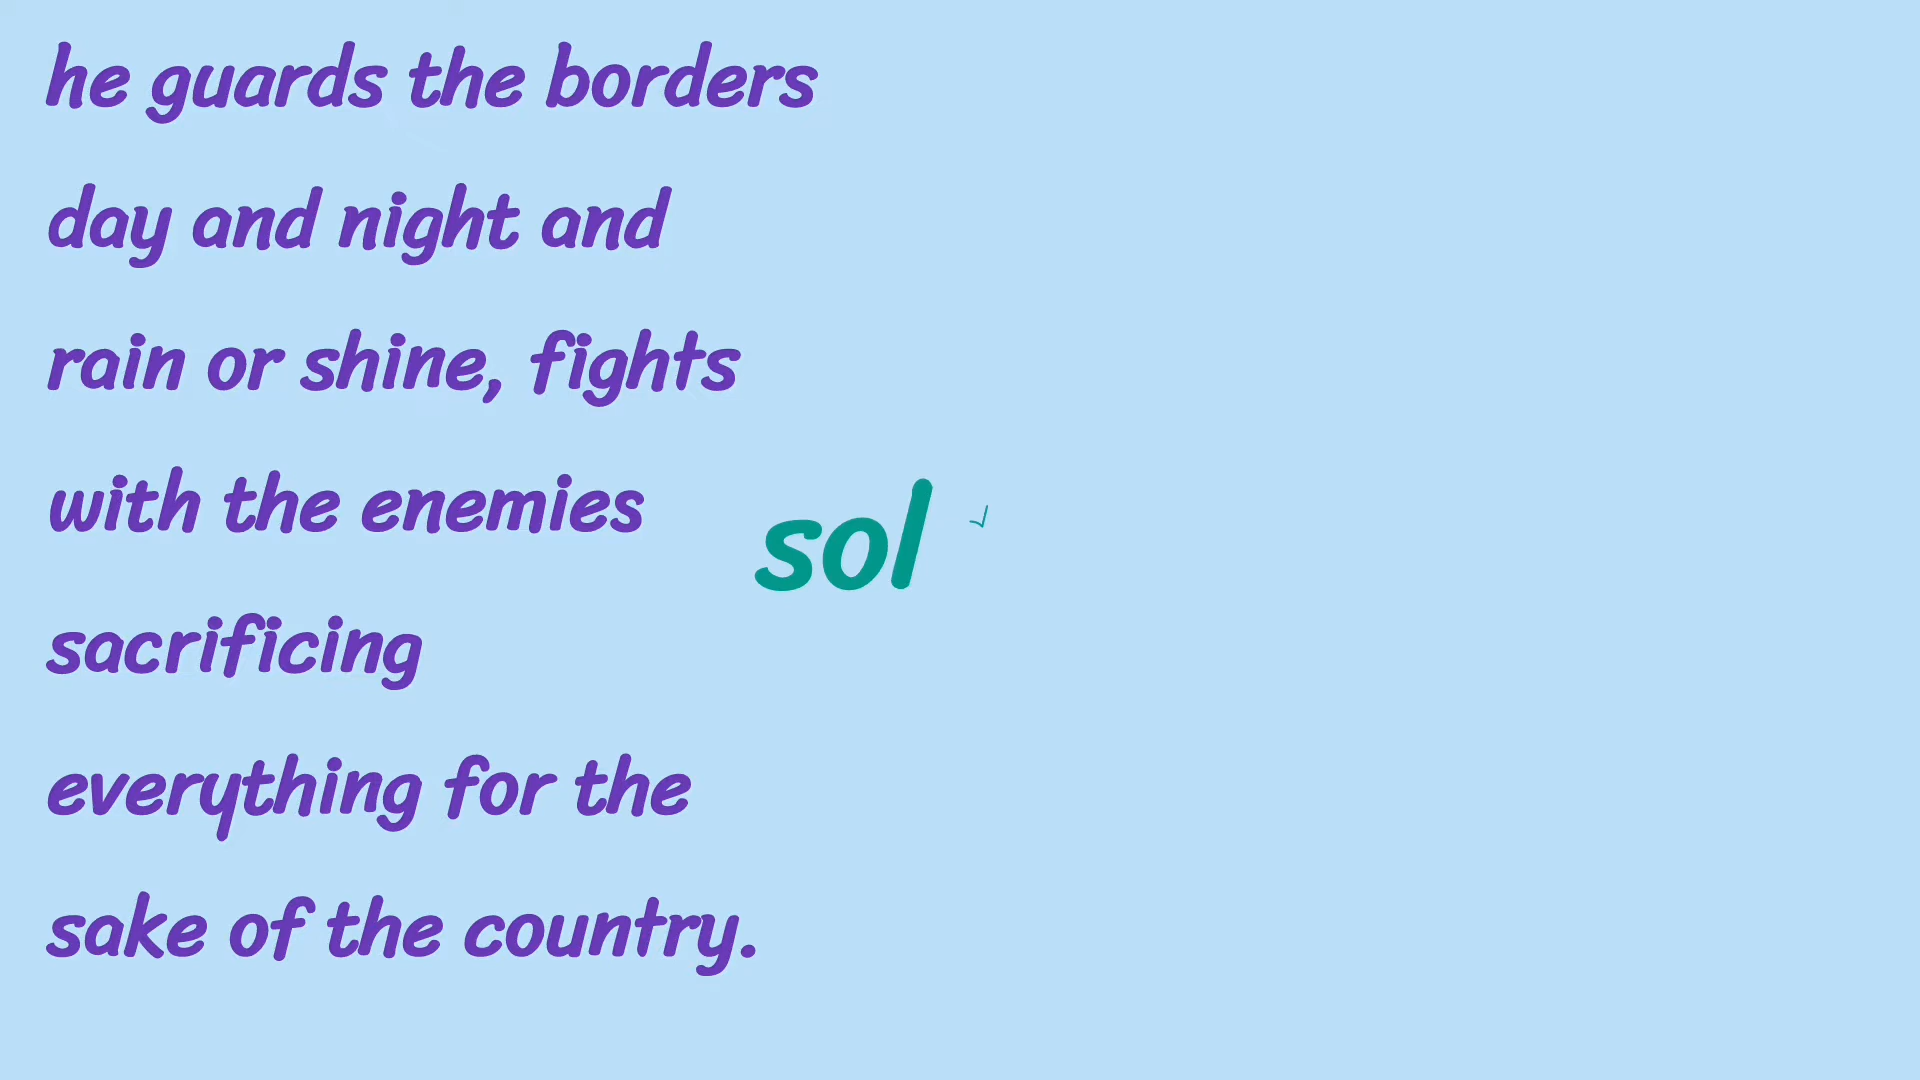 he guards the borders
day and night and
rain or shine, fights
with the enemies
sol
sacrificing
everything for the
sake of the country.